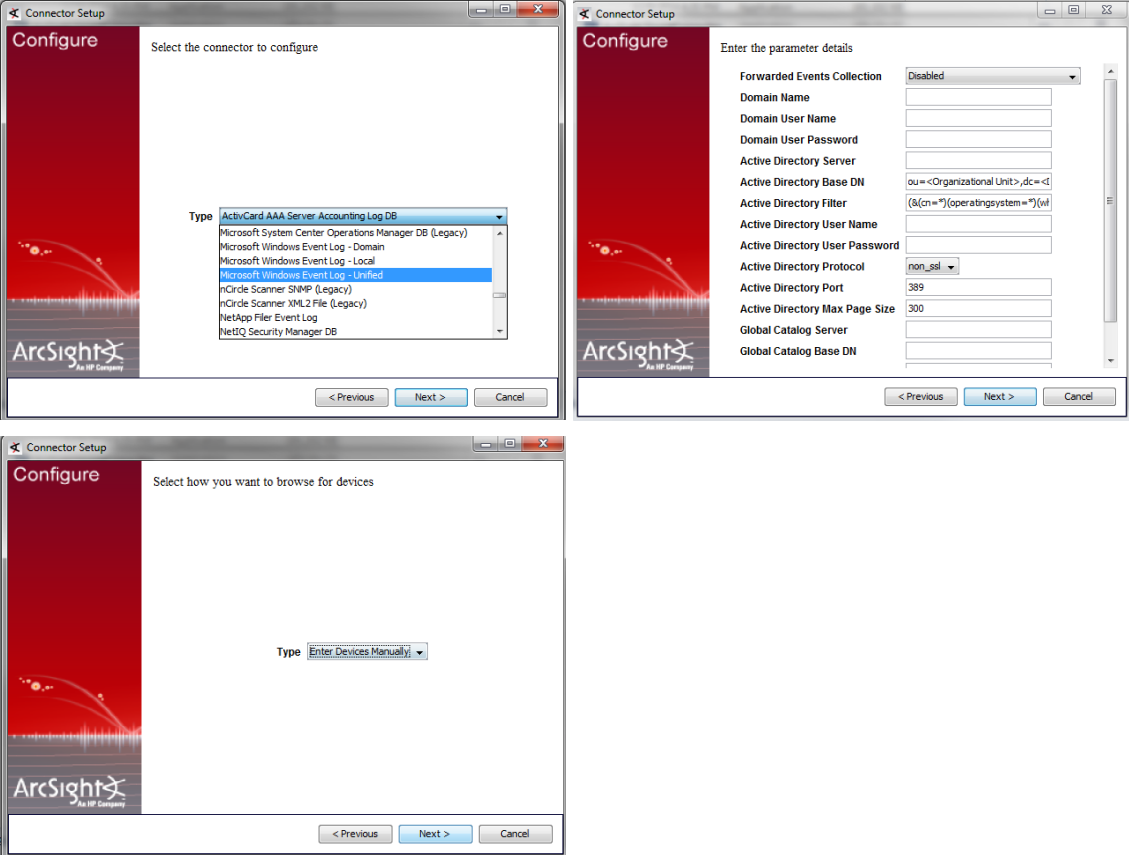 Connector Setup
Configure
Select the connector to configure
Type ActivCard AAA Server Accounting Log DB
Microsoft System Center Operations Manager DB (Legacy)
Microsoft Windows Event Log - Domain
Microsoft Windows Event Log - Local
Microsoft Windows Event Log - Unified
nCircle Scanner SNMP (Legacy)
nCircle Scanner XML2 File (Legacy)
NetApp Filer Event Log
NetIQ Security Manager DB
ArcSight
An HP Company
< Previous Next > Cancel
Connector Setup
Configure
Enter the parameter details
Forwarded Events Collection Disabled
Domain Name
Domain User Name
Domain User Password
Active Directory Server
Active Directory Base DN ou=<Organizational Unit>,dc=<D
Active Directory Filter (&(cn=*)(operatingsystem=*)(wh
Active Directory User Name
Active Directory User Password
Active Directory Protocol non_ssl
Active Directory Port 389
Active Directory Max Page Size 300
Global Catalog Server
Global Catalog Base DN
ArcSight
An HP Company
< Previous Next > Cancel
Connector Setup
Configure
Select how you want to browse for devices
Type Enter Devices Manually
ArcSight
An HP Company
< Previous Next > Cancel